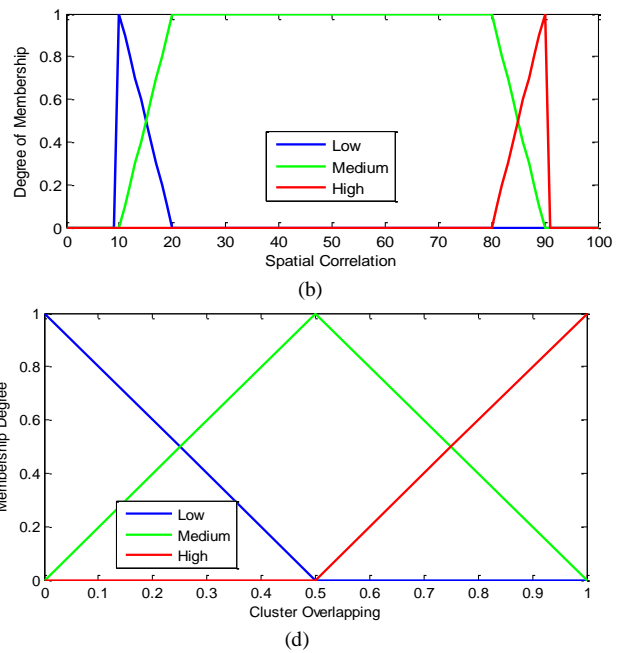 1
0.8
0.6
0.4
0.2
0
Degree of Membership
Low
Medium
High
0 10 20 30 40 50 60 70 80 90 100
Spatial Correlation
(b)
1
0.8
0.6
0.4
0.2
0
Membership Degree
Low
Medium
High
0 0.1 0.2 0.3 0.4 0.5 0.6 0.7 0.8 0.9 1
Cluster Overlapping
(d)